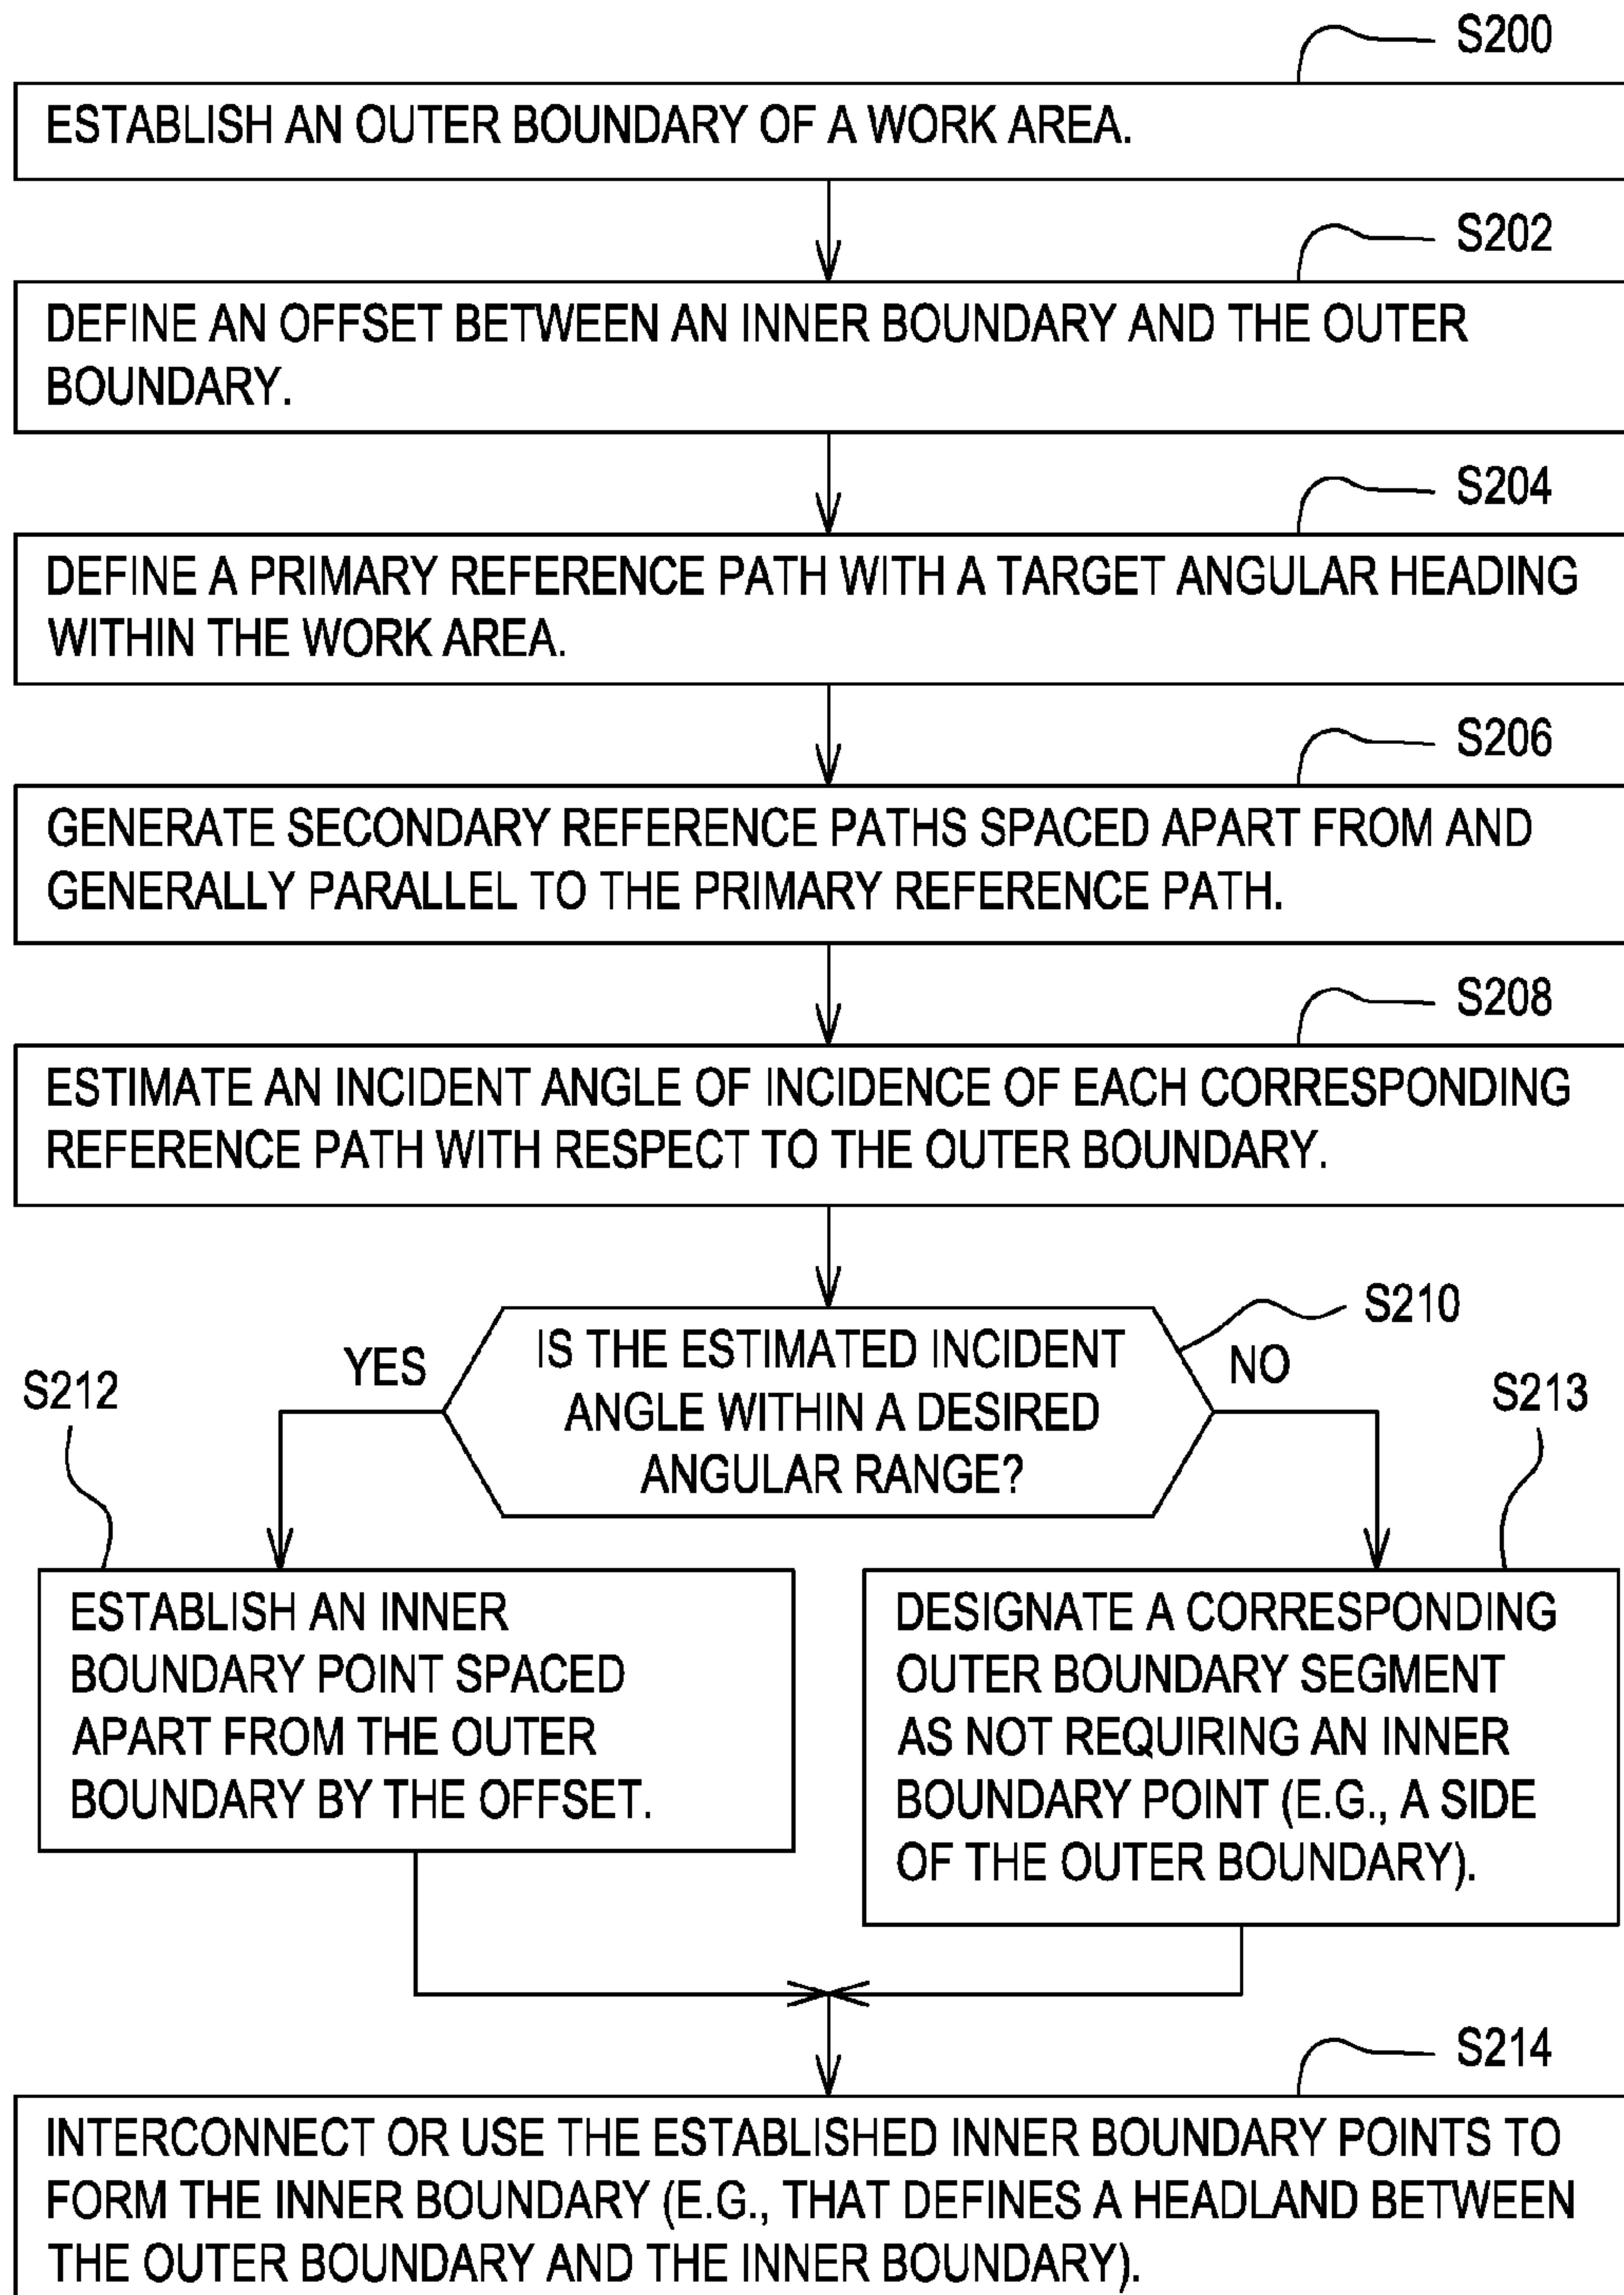 S200
ESTABLISH AN OUTER BOUNDARY OF A WORK AREA.
S202
DEFINE AN OFFSET BETWEEN AN INNER BOUNDARY AND THE OUTER
BOUNDARY.
S204
DEFINE A PRIMARY REFERENCE PATH WITH A TARGET ANGULAR HEADING
WITHIN THE WORK AREA.
S206
GENERATE SECONDARY REFERENCE PATHS SPACED APART FROM AND
GENERALLY PARALLEL TO THE PRIMARY REFERENCE PATH.
S208
ESTIMATE AN INCIDENT ANGLE OF INCIDENCE OF EACH CORRESPONDING
REFERENCE PATH WITH RESPECT TO THE OUTER BOUNDARY.
S210
IS THE ESTIMATED INCIDENT
ANGLE WITHIN A DESIRED
ANGULAR RANGE?
YES
NO
S212
ESTABLISH AN INNER
BOUNDARY POINT SPACED
APART FROM THE OUTER
BOUNDARY BY THE OFFSET.
S213
DESIGNATE A CORRESPONDING
OUTER BOUNDARY SEGMENT
AS NOT REQUIRING AN INNER
BOUNDARY POINT (E.G., A SIDE
OF THE OUTER BOUNDARY).
S214
INTERCONNECT OR USE THE ESTABLISHED INNER BOUNDARY POINTS TO
FORM THE INNER BOUNDARY (E.G., THAT DEFINES A HEADLAND BETWEEN
THE OUTER BOUNDARY AND THE INNER BOUNDARY).